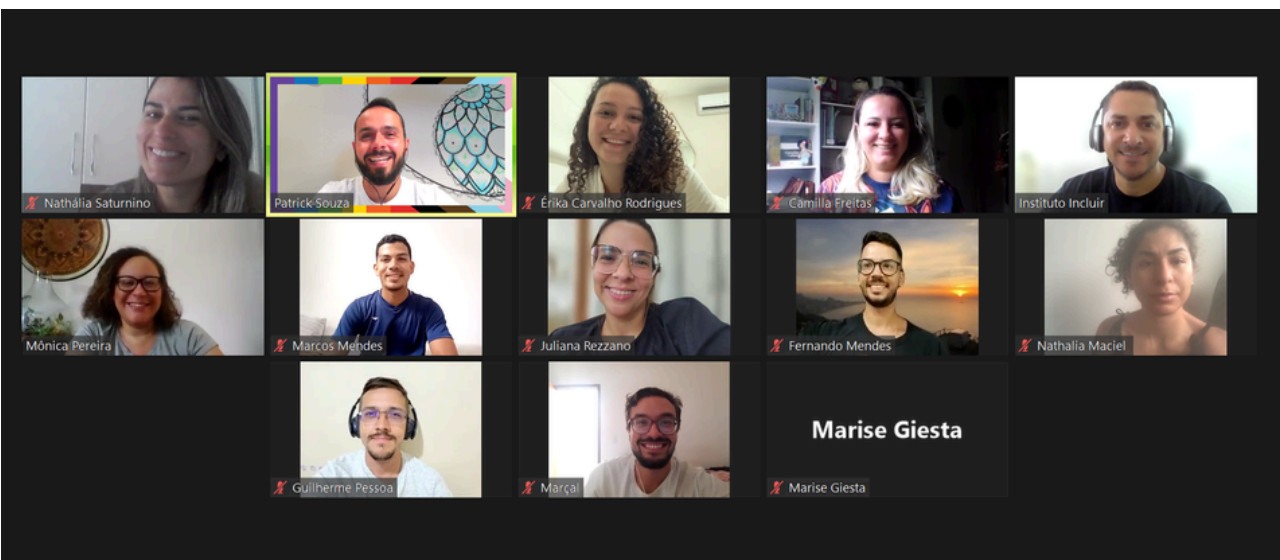 Nathália Saturnino
Patrick Souza
Érika Carvalho Rodrigues
Camilla Freitas
Instituto Incluir
Mônica Pereira
Marcos Mendes
Juliana Rezzano
Fernando Mendes
Nathalia Maciel
Guilherme Pessoa
Marçal
Marise Giesta
Marise Giesta